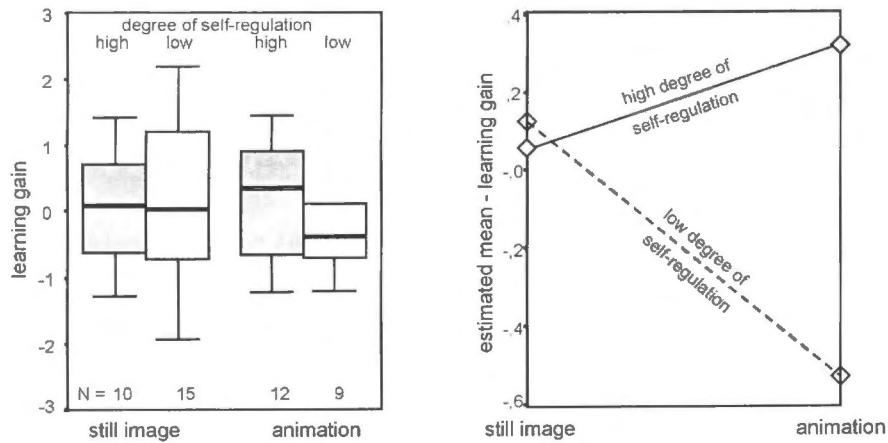 3
2
1
0
-1
-2
-3
learning gain
degree of self-regulation
high low high low
N = 10 15 12 9
still image animation
,4
,2
-,0
-,2
-,4
-,6
estimated mean - learning gain
high degree of
self-regulation
low degree of
self-regulation
still image animation